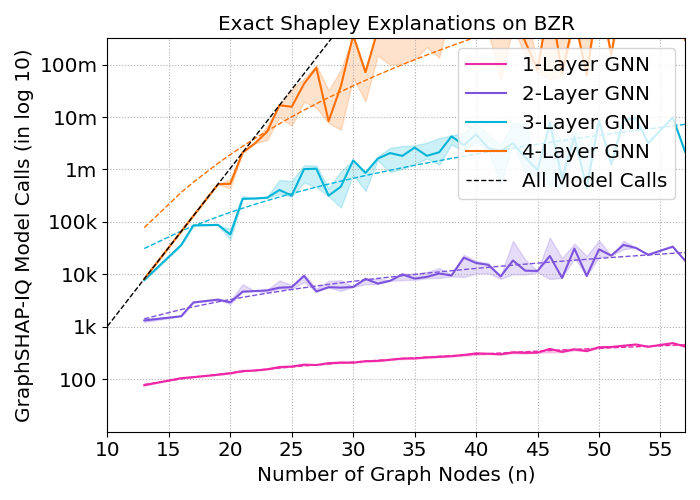 Exact Shapley Explanations on BZR
GraphSHAP-IQ Model Calls (in log 10)
100m
10m
1m
100k
10k
1k
100
1-Layer GNN
2-Layer GNN
3-Layer GNN
4-Layer GNN
All Model Calls
10 15 20 25 30 35 40 45 50 55
Number of Graph Nodes (n)